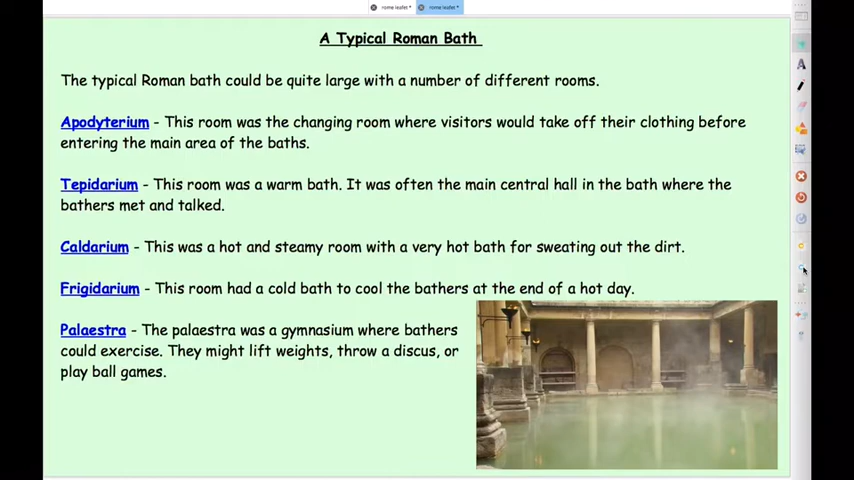 rome leaflet *
rome leaflet *
A Typical Roman Bath
The typical Roman bath could be quite large with a number of different rooms.
Apodyterium - This room was the changing room where visitors would take off their clothing before
entering the main area of the baths.
Tepidarium - This room was a warm bath. It was often the main central hall in the bath where the
bathers met and talked.
Caldarium - This was a hot and steamy room with a very hot bath for sweating out the dirt.
Frigidarium - This room had a cold bath to cool the bathers at the end of a hot day.
Palaestra - The palaestra was a gymnasium where bathers
could exercise. They might lift weights, throw a discus, or
play ball games.